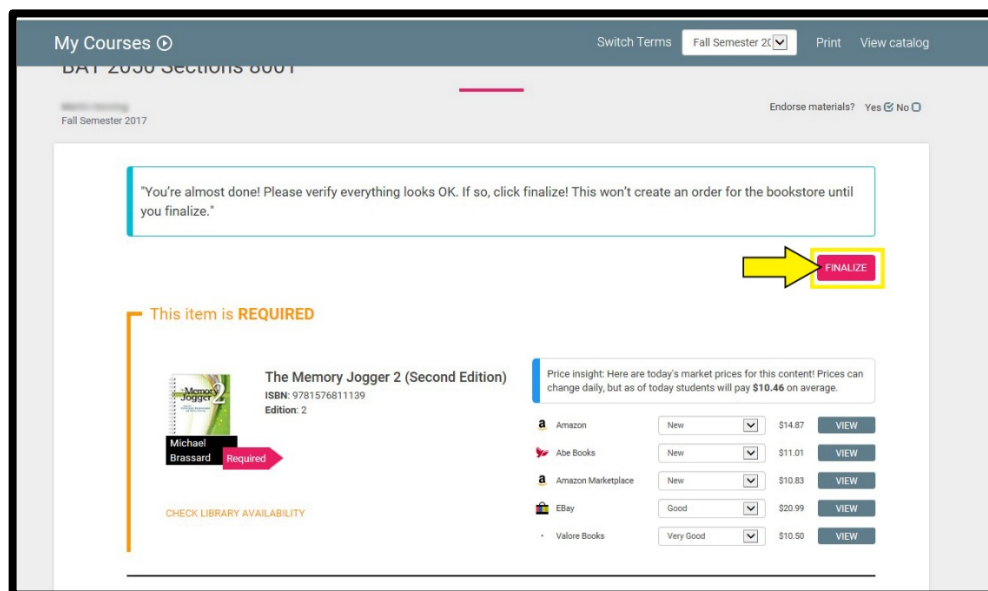 My Courses
Switch Terms Fall Semester 20 Print View catalog
BAT 2050 Sections 8001
Endorse materials? Yes No
Fall Semester 2017
"You're almost done! Please verify everything looks OK. If so, click finalize! This won't create an order for the bookstore until
you finalize."
FINALIZE
This item is REQUIRED
The Memory Jogger 2 (Second Edition)
ISBN: 9781576811139
Edition: 2
Memory
Jogger 2
Michael
Brassard
Required
CHECK LIBRARY AVAILABILITY
Price insight: Here are today's market prices for this content! Prices can
change daily, but as of today students will pay $10.46 on average.
a Amazon New $14.87 VIEW
Abe Books New $11.01 VIEW
a Amazon Marketplace New $10.83 VIEW
EBay Good $20.99 VIEW
Valore Books Very Good $10.50 VIEW